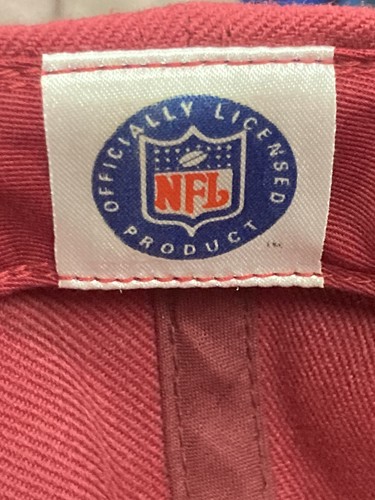 OFFICIALLY LICENSED
NFL
PRODUCT
TM